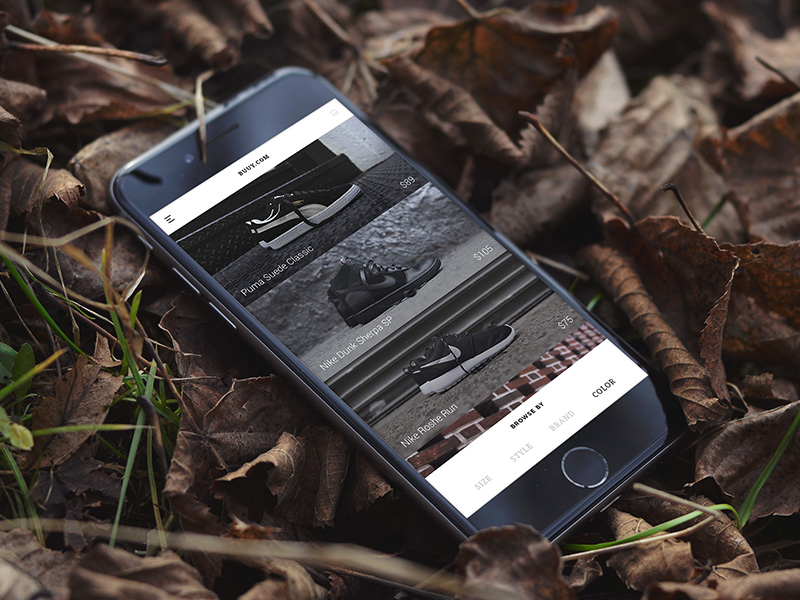 BUUY.COM
$89
Puma Suede Classic
$105
Nike Dunk Sherpa SP
$75
Nike Roshe Run
BROWSE BY
SIZE STYLE BRAND COLOR